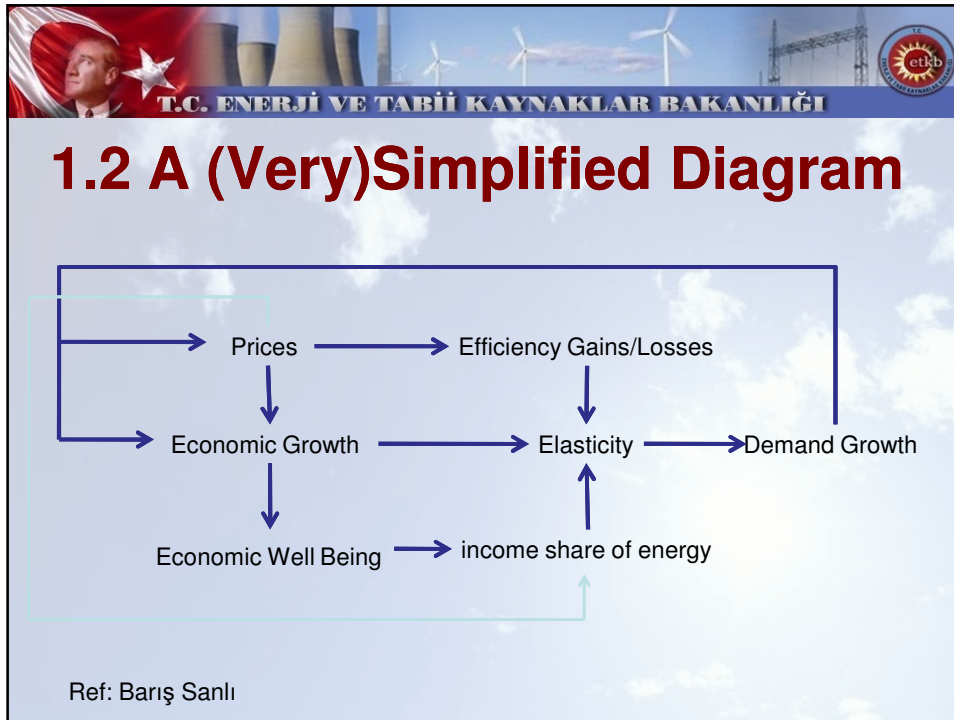 T.C.
etkb
T.C. ENERJİ VE TABİİ KAYNAKLAR BAKANLIĞI
1.2 A (Very)Simplified Diagram
Prices
Efficiency Gains/Losses
Economic Growth
Elasticity
Demand Growth
Economic Well Being
income share of energy
Ref: Barış Sanlı